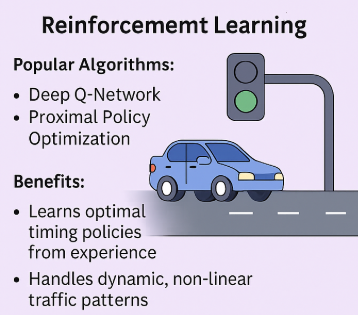 Reinforcememt Learning
Popular Algorithms:
• Deep Q-Network
• Proximal Policy
Optimization
Benefits:
• Learns optimal
timing policies
from experience
• Handles dynamic, non-linear
traffic patterns